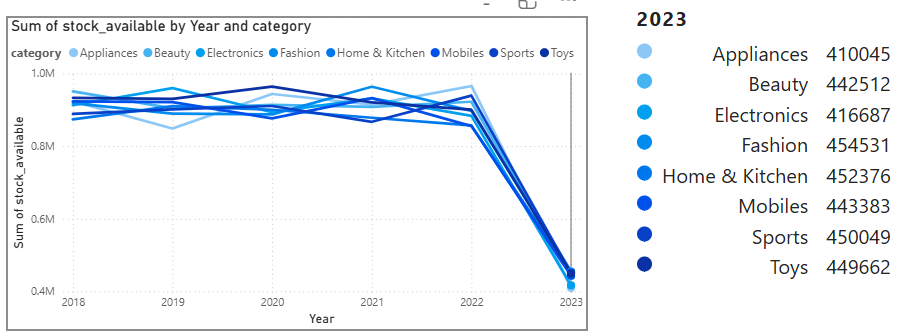 Sum of stock_available by Year and category
category Appliances Beauty Electronics Fashion Home & Kitchen Mobiles Sports Toys
1.0M
0.8M
0.6M
0.4M
Sum of stock_available
2018 2019 2020 2021 2022 2023
Year
2023
Appliances 410045
Beauty 442512
Electronics 416687
Fashion 454531
Home & Kitchen 452376
Mobiles 443383
Sports 450049
Toys 449662